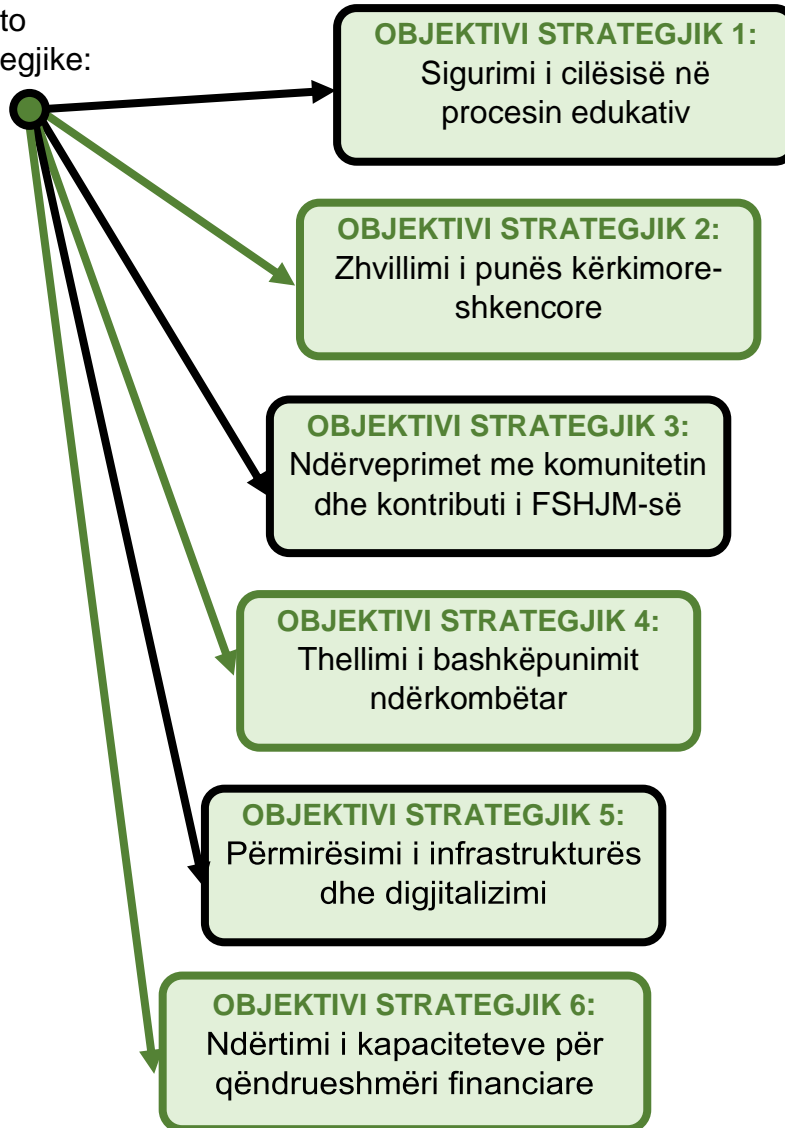 to
egjike:
OBJEKTIVI STRATEGJIK 1:
Sigurimi i cilësisë në
procesin edukativ
OBJEKTIVI STRATEGJIK 2:
Zhvillimi i punës kërkimore-
shkencore
OBJEKTIVI STRATEGJIK 3:
Ndërveprimet me komunitetin
dhe kontributi i FSHJM-së
OBJEKTIVI STRATEGJIK 4:
Thellimi i bashkëpunimit
ndërkombëtar
OBJEKTIVI STRATEGJIK 5:
Përmirësimi i infrastrukturës
dhe digjitalizimi
OBJEKTIVI STRATEGJIK 6:
Ndërtimi i kapaciteteve për
qëndrueshmëri financiare